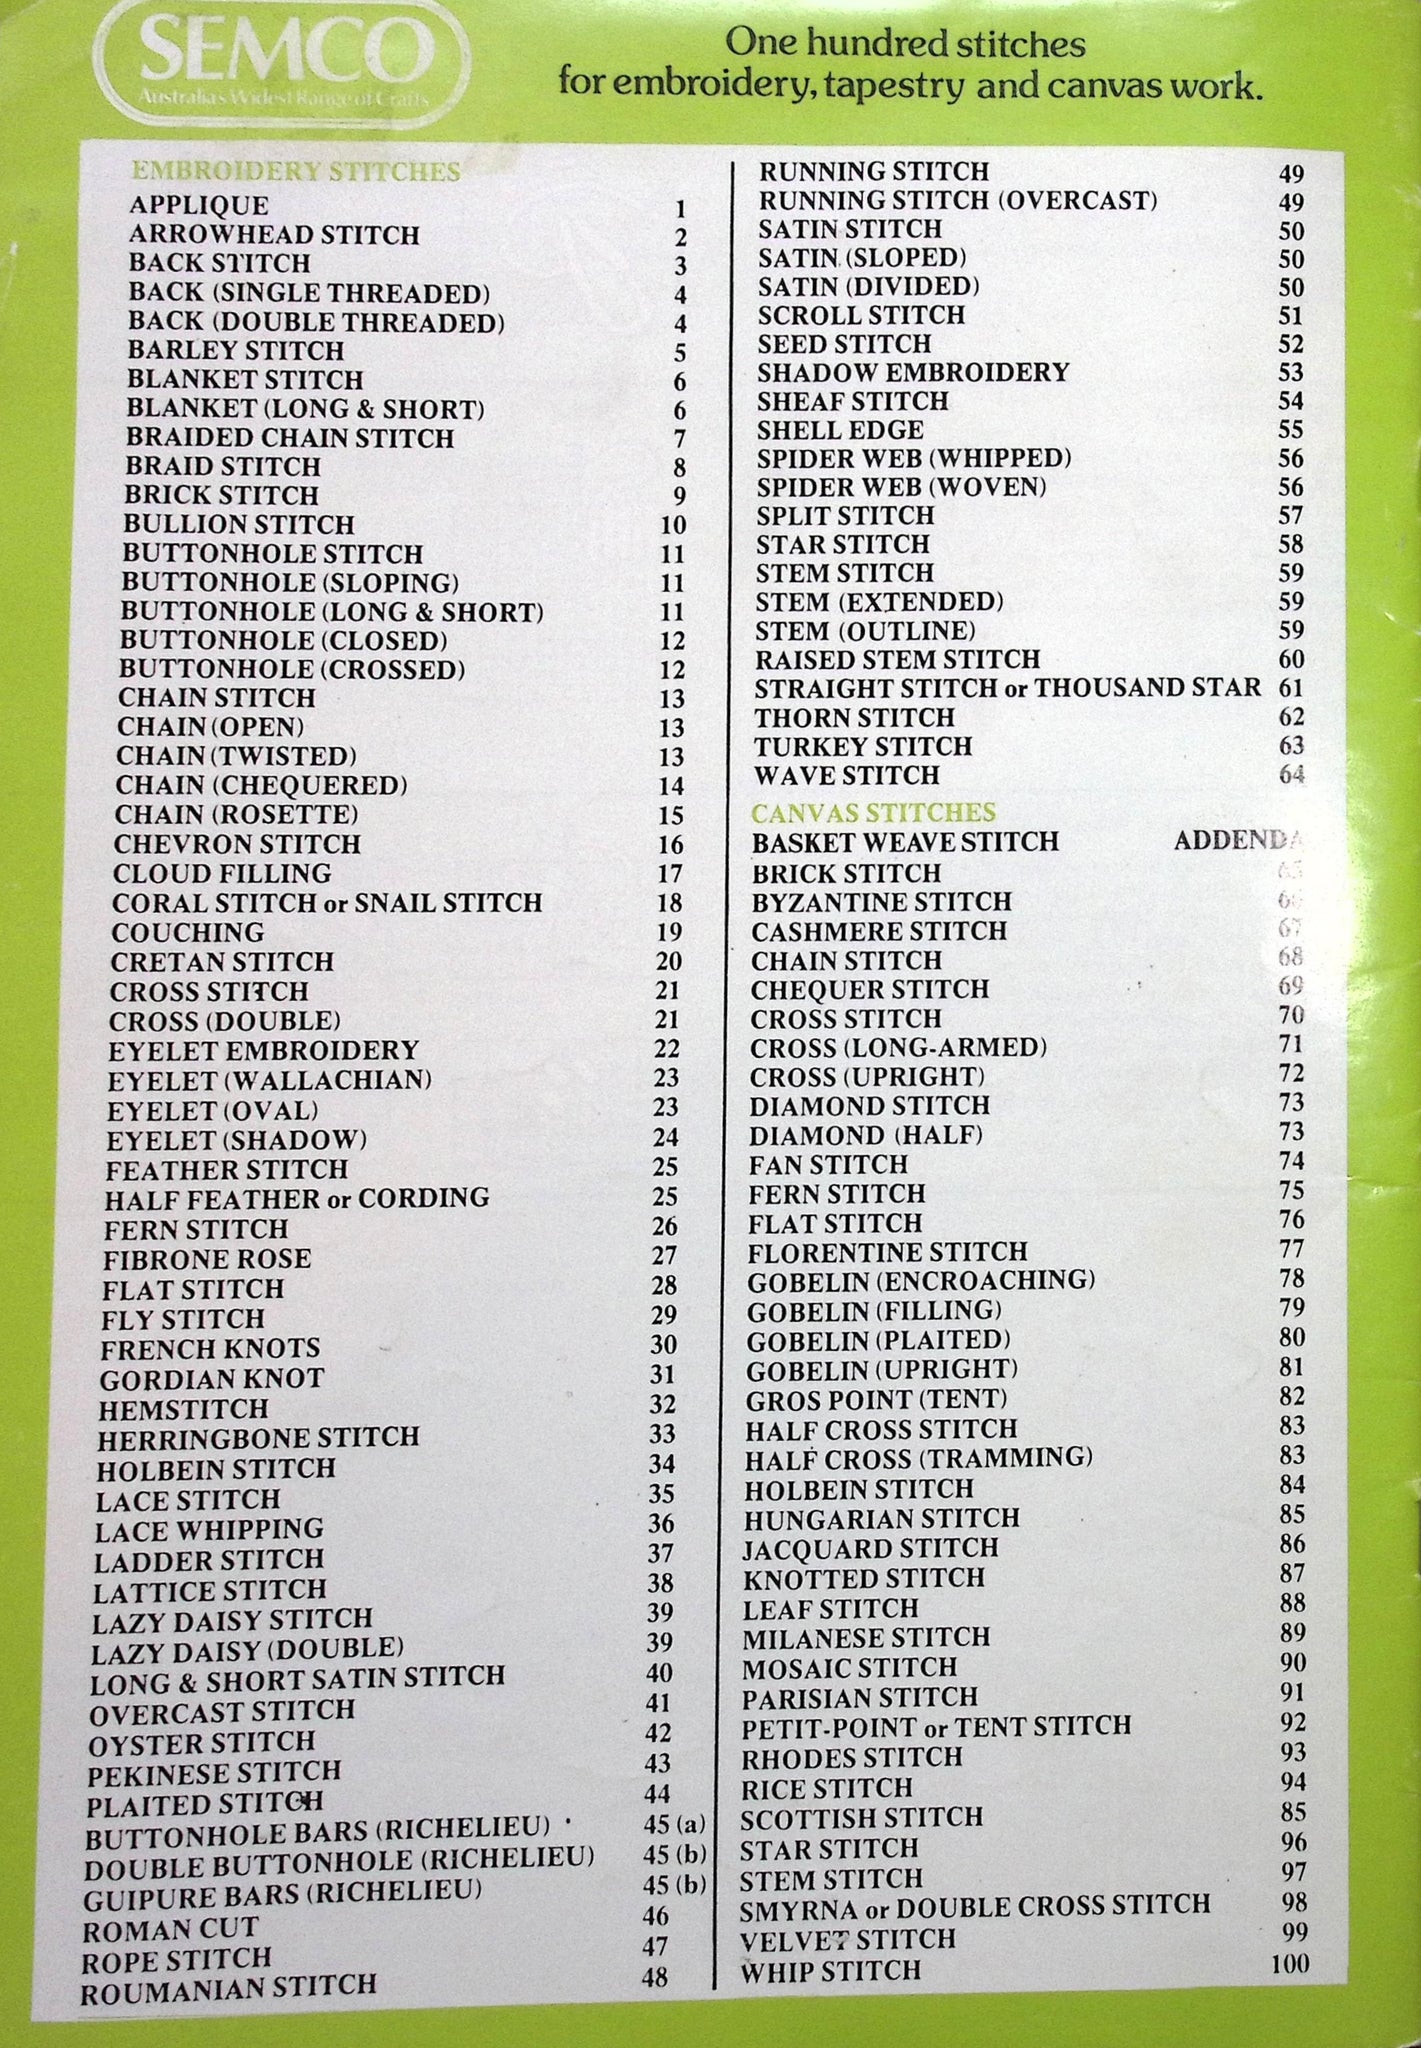 SEMCO
Australia's Widest Range of Crafts
One hundred stitches
for embroidery, tapestry and canvas work.
EMBROIDERY STITCHES
APPLIQUE 1
ARROWHEAD STITCH 2
BACK STITCH 3
BACK (SINGLE THREADED) 4
BACK (DOUBLE THREADED) 4
BARLEY STITCH 5
BLANKET STITCH 6
BLANKET (LONG & SHORT) 6
BRAIDED CHAIN STITCH 7
BRAID STITCH 8
BRICK STITCH 9
BULLION STITCH 10
BUTTONHOLE STITCH 11
BUTTONHOLE (SLOPING) 11
BUTTONHOLE (LONG & SHORT) 11
BUTTONHOLE (CLOSED) 12
BUTTONHOLE (CROSSED) 12
CHAIN STITCH 13
CHAIN (OPEN) 13
CHAIN (TWISTED) 13
CHAIN (CHEQUERED) 14
CHAIN (ROSETTE) 15
CHEVRON STITCH 16
CLOUD FILLING 17
CORAL STITCH or SNAIL STITCH 18
COUCHING 19
CRETAN STITCH 20
CROSS STITCH 21
CROSS (DOUBLE) 21
EYELET EMBROIDERY 22
EYELET (WALLACHIAN) 23
EYELET (OVAL) 23
EYELET (SHADOW) 24
FEATHER STITCH 25
HALF FEATHER or CORDING 25
FERN STITCH 26
FIBRONE ROSE 27
FLAT STITCH 28
FLY STITCH 29
FRENCH KNOTS 30
GORDIAN KNOT 31
HEMSTITCH 32
HERRINGBONE STITCH 33
HOLBEIN STITCH 34
LACE STITCH 35
LACE WHIPPING 36
LADDER STITCH 37
LATTICE STITCH 38
LAZY DAISY STITCH 39
LAZY DAISY (DOUBLE) 39
LONG & SHORT SATIN STITCH 40
OVERCAST STITCH 41
OYSTER STITCH 42
PEKINESE STITCH 43
PLAITED STITCH 44
BUTTONHOLE BARS (RICHELIEU) 45 (a)
DOUBLE BUTTONHOLE (RICHELIEU) 45 (b)
GUIPURE BARS (RICHELIEU) 45 (b)
ROMAN CUT 46
ROPE STITCH 47
ROUMANIAN STITCH 48
RUNNING STITCH 49
RUNNING STITCH (OVERCAST) 49
SATIN STITCH 50
SATIN (SLOPED) 50
SATIN (DIVIDED) 50
SCROLL STITCH 51
SEED STITCH 52
SHADOW EMBROIDERY 53
SHEAF STITCH 54
SHELL EDGE 55
SPIDER WEB (WHIPPED) 56
SPIDER WEB (WOVEN) 56
SPLIT STITCH 57
STAR STITCH 58
STEM STITCH 59
STEM (EXTENDED) 59
STEM (OUTLINE) 59
RAISED STEM STITCH 60
STRAIGHT STITCH or THOUSAND STAR 61
THORN STITCH 62
TURKEY STITCH 63
WAVE STITCH 64
CANVAS STITCHES
BASKET WEAVE STITCH ADDENDA
BRICK STITCH 65
BYZANTINE STITCH 66
CASHMERE STITCH 67
CHAIN STITCH 68
CHEQUER STITCH 69
CROSS STITCH 70
CROSS (LONG-ARMED) 71
CROSS (UPRIGHT) 72
DIAMOND STITCH 73
DIAMOND (HALF) 73
FAN STITCH 74
FERN STITCH 75
FLAT STITCH 76
FLORENTINE STITCH 77
GOBELIN (ENCROACHING) 78
GOBELIN (FILLING) 79
GOBELIN (PLAITED) 80
GOBELIN (UPRIGHT) 81
GROS POINT (TENT) 82
HALF CROSS STITCH 83
HALF CROSS (TRAMMING) 83
HOLBEIN STITCH 84
HUNGARIAN STITCH 85
JACQUARD STITCH 86
KNOTTED STITCH 87
LEAF STITCH 88
MILANESE STITCH 89
MOSAIC STITCH 90
PARISIAN STITCH 91
PETIT-POINT or TENT STITCH 92
RHODES STITCH 93
RICE STITCH 94
SCOTTISH STITCH 85
STAR STITCH 96
STEM STITCH 97
SMYRNA or DOUBLE CROSS STITCH 98
VELVET STITCH 99
WHIP STITCH 100